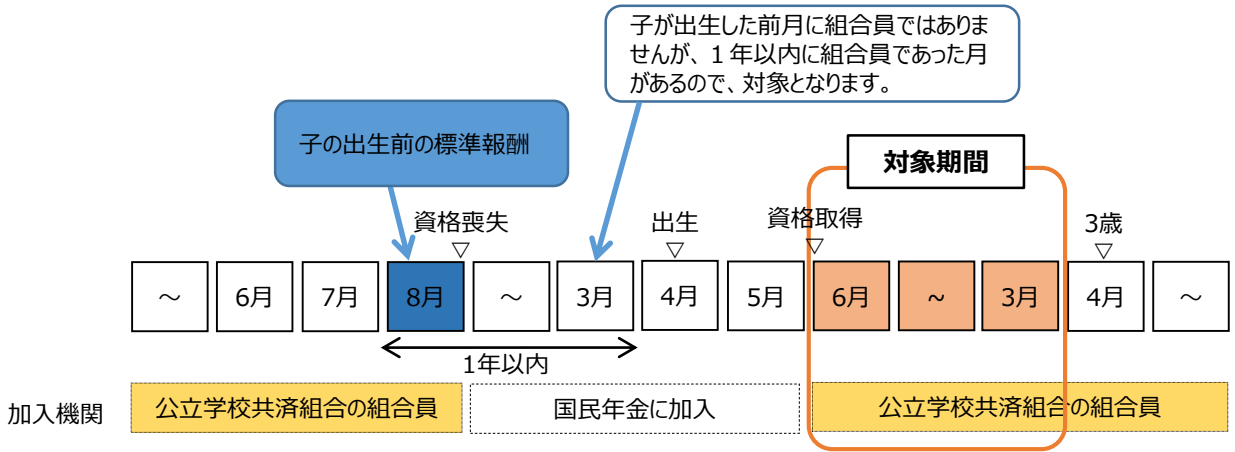 子が出生した前月に組合員ではありま
せんが、1年以内に組合員であった月
があるので、対象となります。
子の出生前の標準報酬
対象期間
資格喪失 出生 資格取得 3歳
▽ ▽ ▽ ▽
～ 6月 7月 8月 ～ 3月 4月 5月 6月 ~ 3月 4月 ～
1年以内
加入機関 公立学校共済組合の組合員 国民年金に加入 公立学校共済組合の組合員